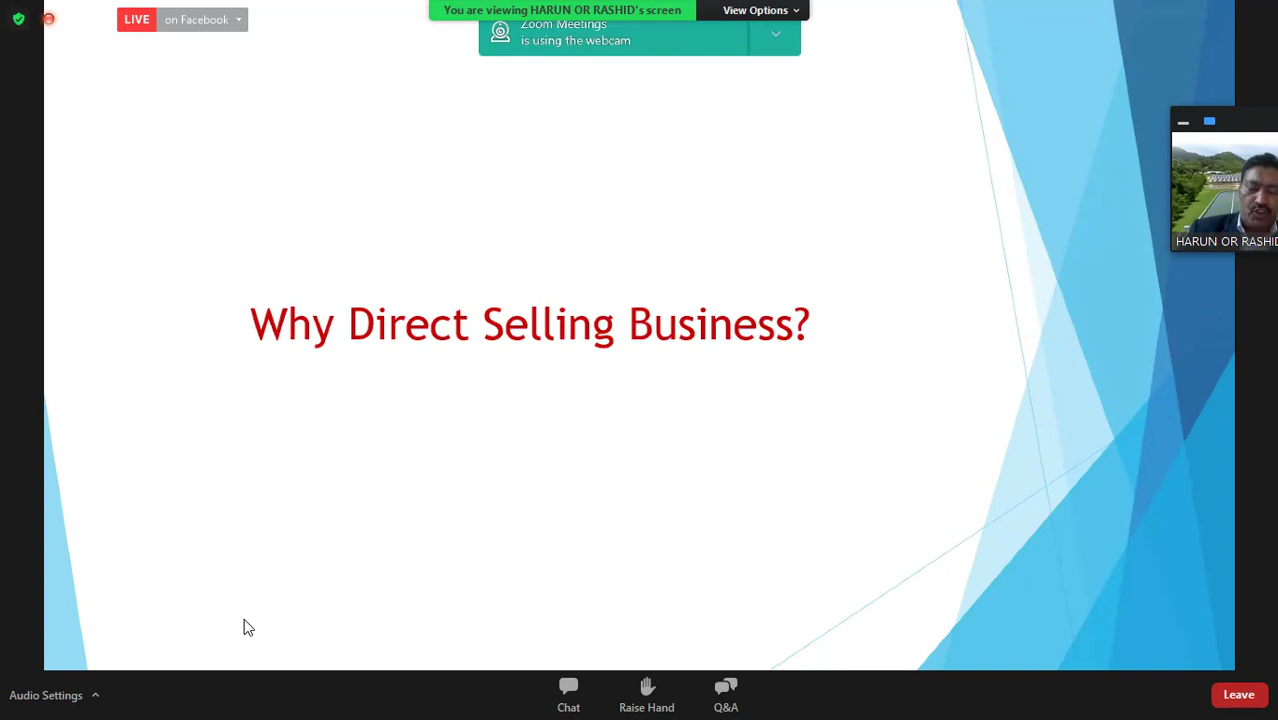 You are viewing HARUN OR RASHID's screen
View Options
LIVE on Facebook
Zoom Meetings
is using the webcam
HARUN OR RASHID
Why Direct Selling Business?
Audio Settings
Chat
Raise Hand
Q&A
Leave